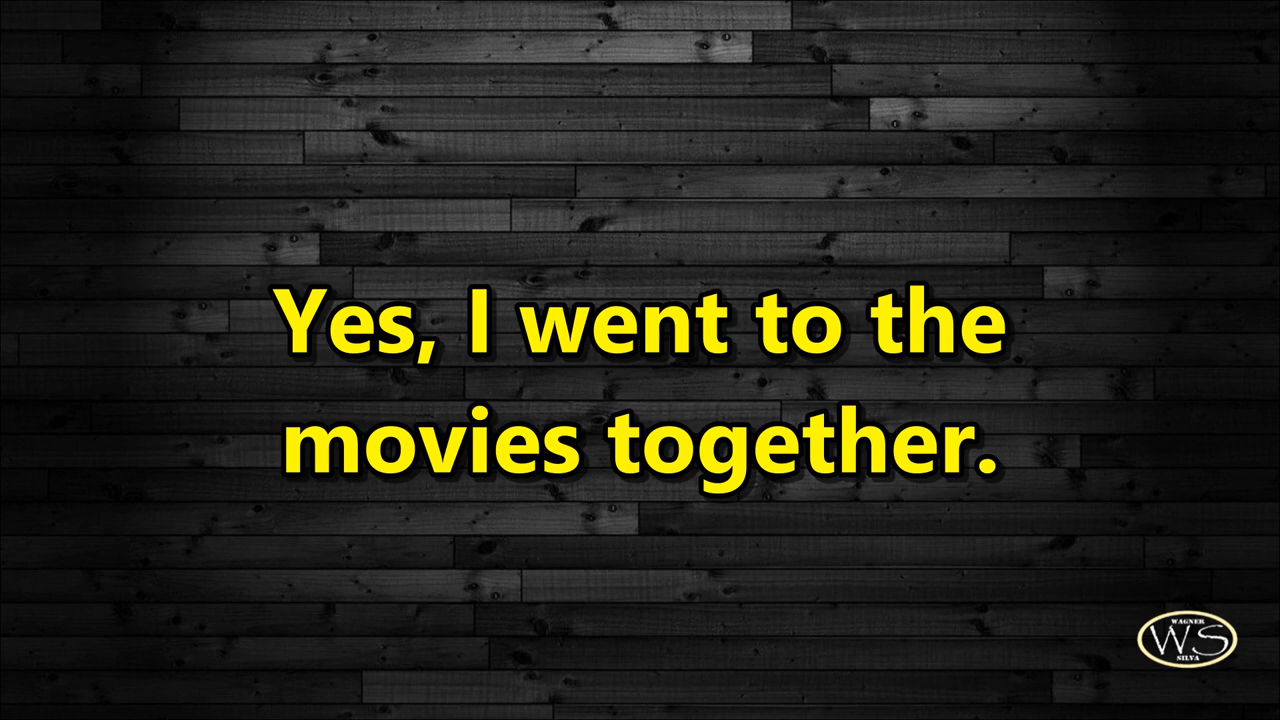 Yes, I went to the
movies together.
WAGNER
WS
SILVA